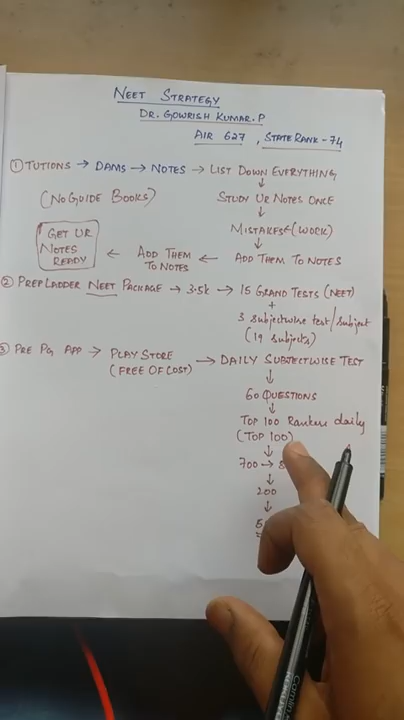 NEET STRATEGY
DR. GOWRISH KUMAR.P
AIR 627 , STATE RANK - 74
① TUTIONS → DAMS → NOTES → LIST DOWN EVERYTHING
↓
(NO GUIDE BOOKS) STUDY UR NOTES ONCE
↓
MISTAKES (WORK)
↓
GET UR NOTES READY ← ADD THEM TO NOTES ← ADD THEM TO NOTES
② PREPLADDER NEET PACKAGE → 3.5k → 15 GRAND TESTS (NEET)
+
3 subjectwise test/subject
(19 subjects)
③ PRE PG APP → PLAY STORE → DAILY SUBJECTWISE TEST
(FREE OF COST) ↓
60 QUESTIONS
↓
TOP 100 Rankers daily
(TOP 100)
↓
700 →
↓
200
↓